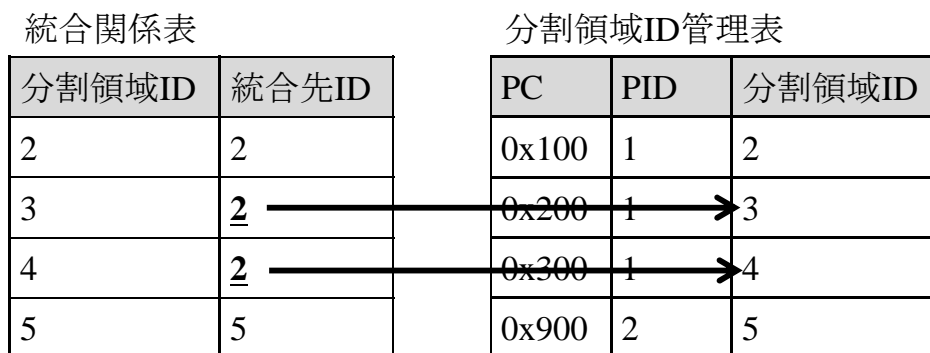 統合関係表
分割領域ID 統合先ID
2 2
3 2
4 2
5 5
分割領域ID管理表
PC PID 分割領域ID
0x100 1 2
0x200 1 3
0x300 1 4
0x900 2 5